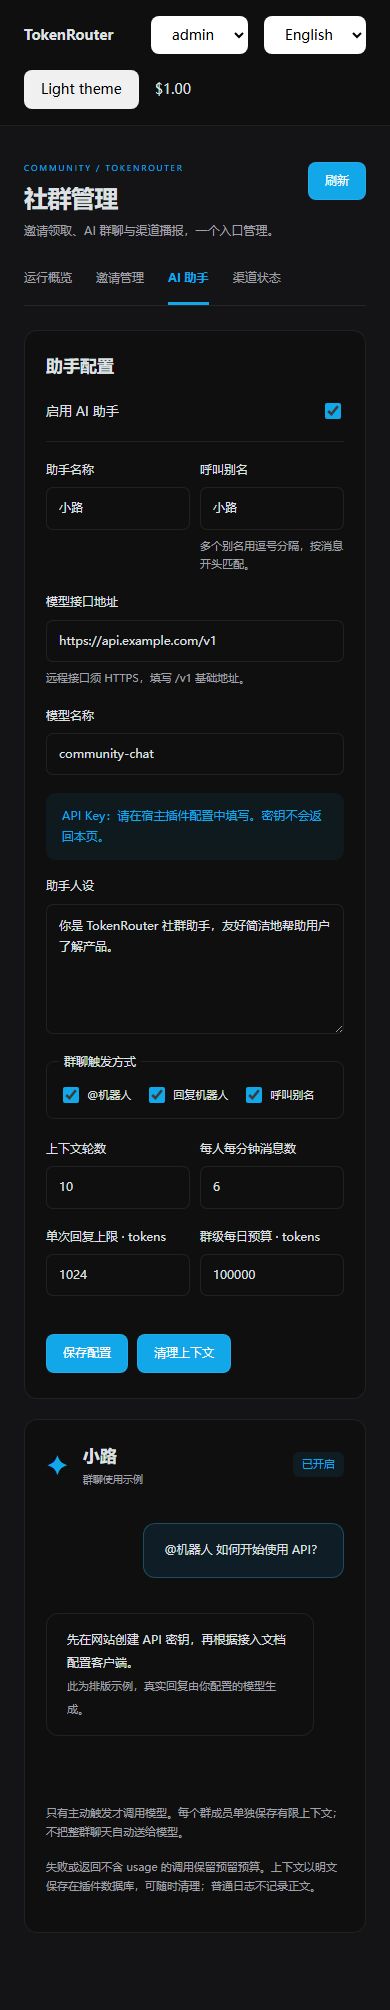 TokenRouter
admin
English
Light theme
$1.00
COMMUNITY / TOKENROUTER
社群管理
刷新
邀请领取、AI 群聊与渠道播报，一个入口管理。
运行概览
邀请管理
AI 助手
渠道状态
助手配置
启用 AI 助手
助手名称
呼叫别名
小路
小路
多个别名用逗号分隔，按消息
开头匹配。
模型接口地址
https://api.example.com/v1
远程接口须 HTTPS，填写 /v1 基础地址。
模型名称
community-chat
API Key：请在宿主插件配置中填写。密钥不会返
回本页。
助手人设
你是 TokenRouter 社群助手，友好简洁地帮助用户
了解产品。
群聊触发方式
@机器人
回复机器人
呼叫别名
上下文轮数
每人每分钟消息数
10
6
单次回复上限 · tokens
群级每日预算 · tokens
1024
100000
保存配置
清理上下文
小路
群聊使用示例
已开启
@机器人 如何开始使用 API？
先在网站创建 API 密钥，再根据接入文档
配置客户端。
此为排版示例，真实回复由你配置的模型生
成。
只有主动触发才调用模型。每个群成员单独保存有限上下文；
不把整群聊天自动送给模型。
失败或返回不含 usage 的调用保留预留预算。上下文以明文
保存在插件数据库，可随时清理；普通日志不记录正文。